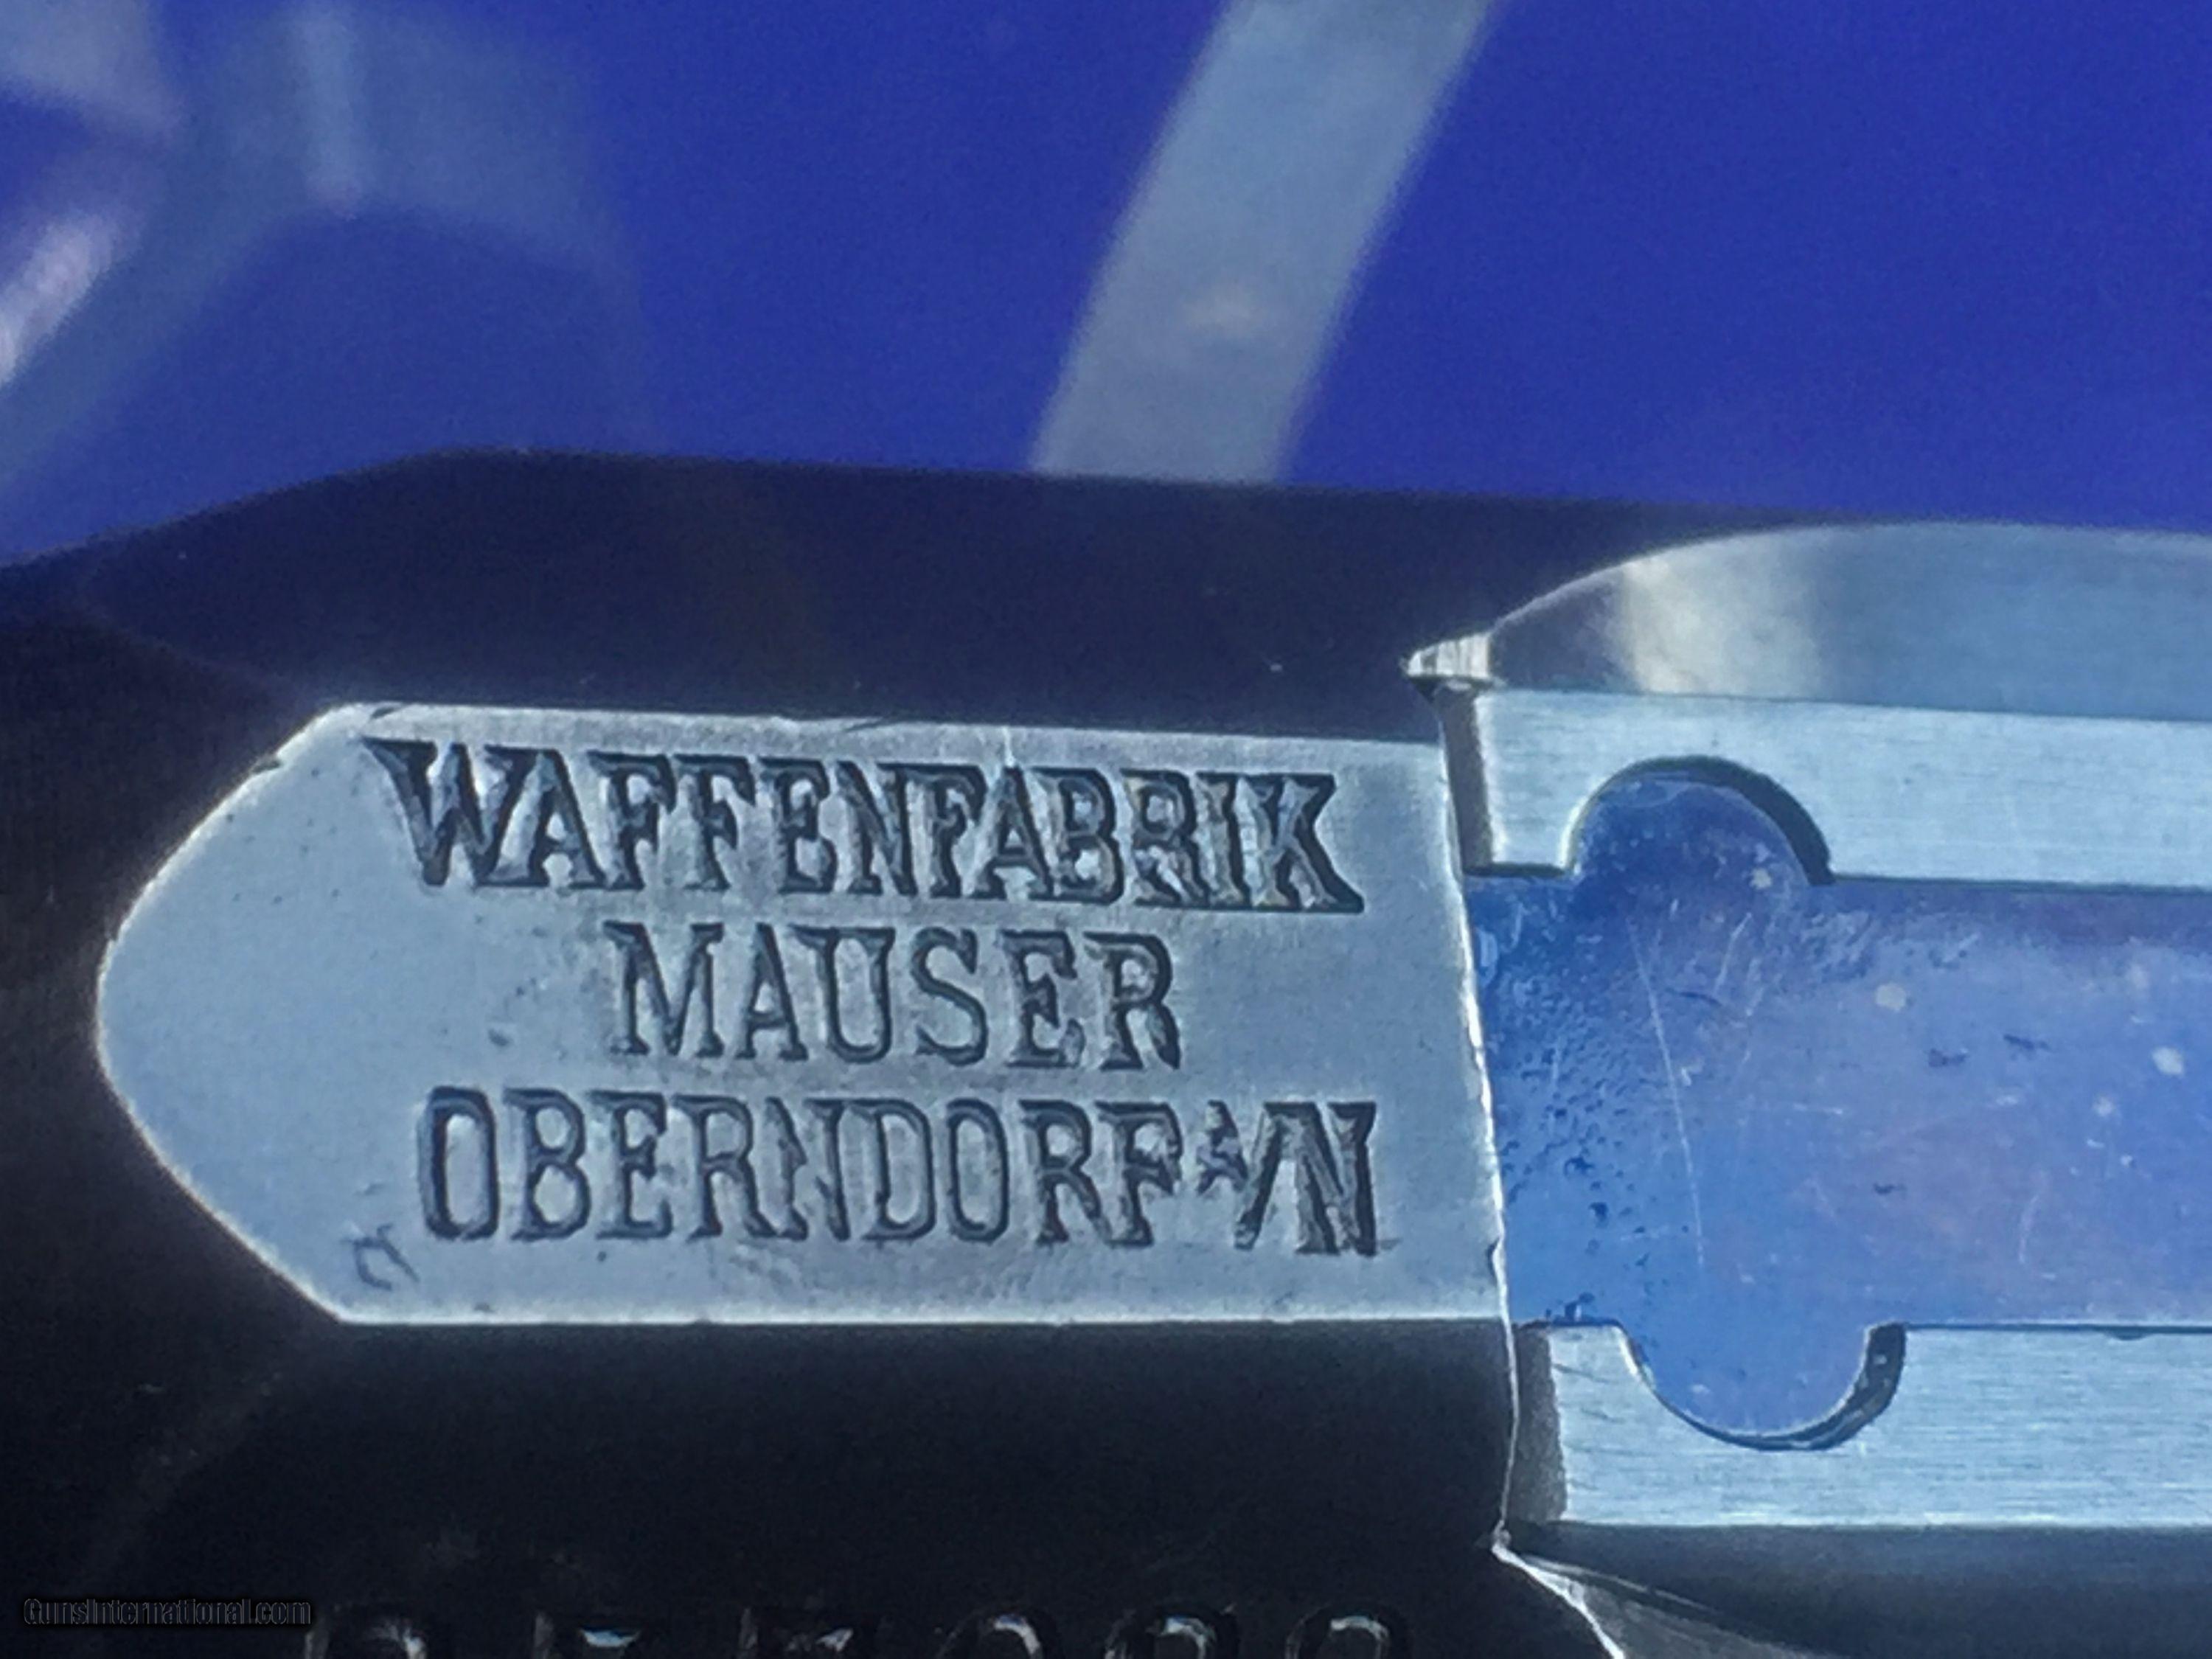 WAFFENFABRIK
MAUSER
OBERNDORF A/N
GunsInternational.com